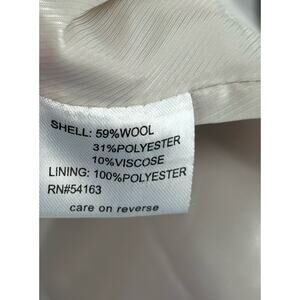 SHELL: 59%WOOL
31%POLYESTER
10%VISCOSE
LINING: 100%POLYESTER
RN#54163
care on reverse